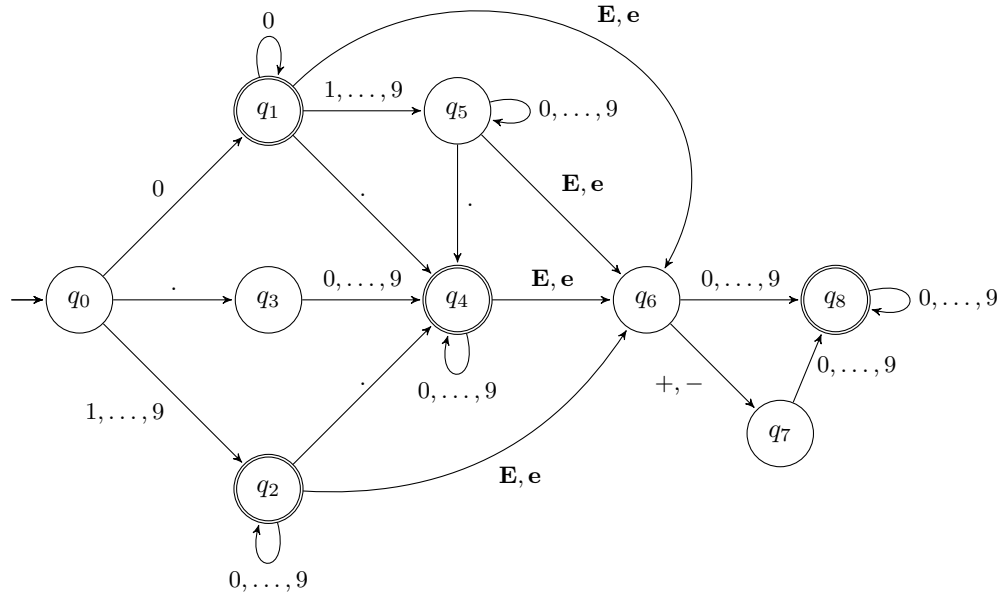 E, e
0
q1
1, . . . , 9
q5
0, . . . , 9
0
.
.
E, e
q0
.
q3
0, . . . , 9
q4
E, e
q6
0, . . . , 9
q8
0, . . . , 9
1, . . . , 9
.
0, . . . , 9
+, −
0, . . . , 9
q7
q2
E, e
0, . . . , 9